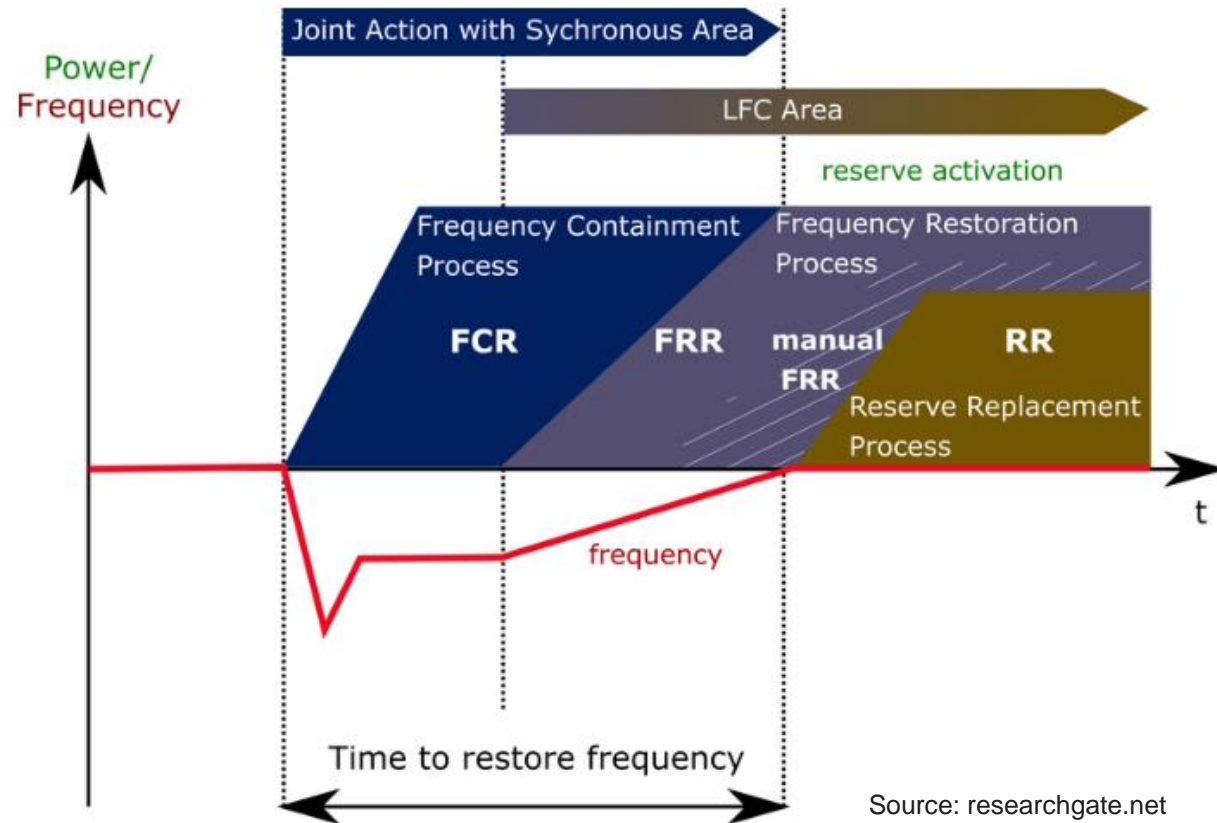 Joint Action with Sychronous Area
Power/
Frequency
LFC Area
reserve activation
Frequency Containment
Process
Frequency Restoration
Process
FCR
FRR
manual
FRR
RR
Reserve Replacement
Process
t
frequency
Time to restore frequency
Source: researchgate.net